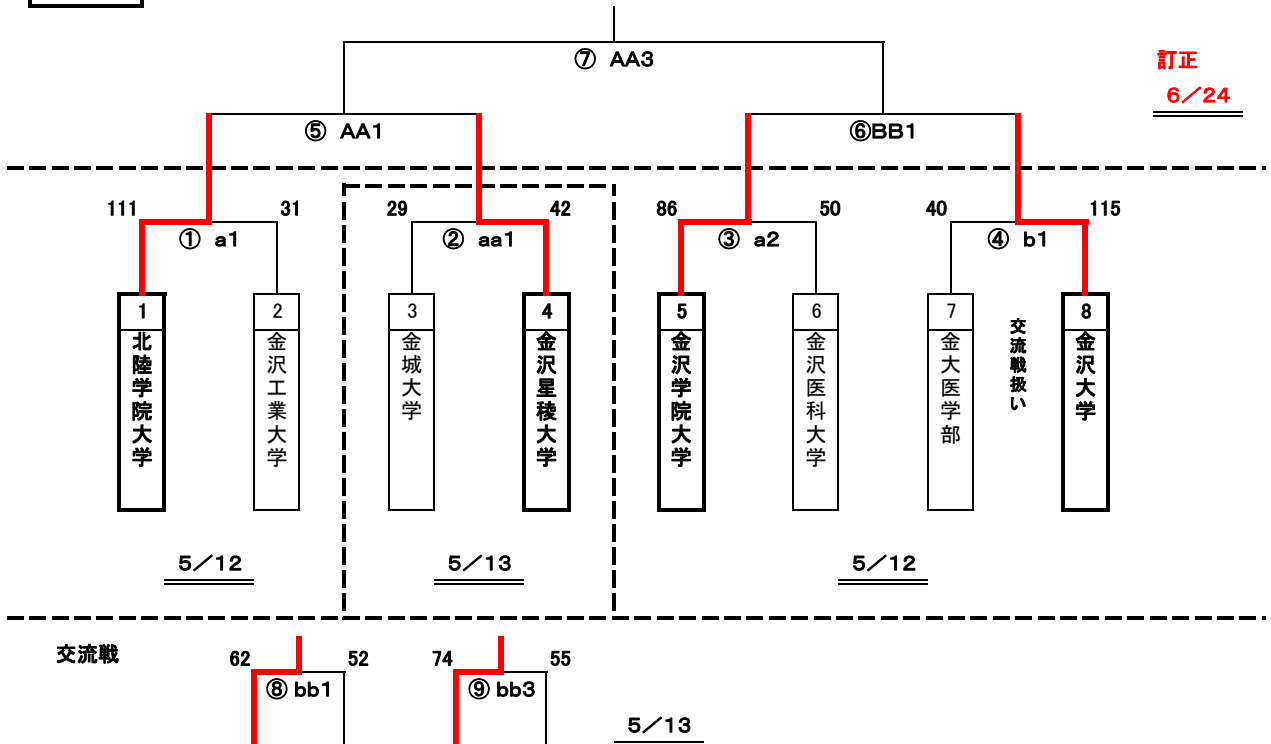 ⑦ AA3
訂正
6/24
⑤ AA1
⑥BB1
111
31
29
42
86
50
40
115
① a1
② aa1
③ a2
④ b1
1
2
3
4
5
6
7
8
北陸学院大学
金沢工業大学
金城大学
金沢星稜大学
金沢学院大学
金沢医科大学
金大医学部
交流戦扱い
金沢大学
5/12
5/13
5/12
交流戦
62
52
74
55
⑧ bb1
⑨ bb3
5/13